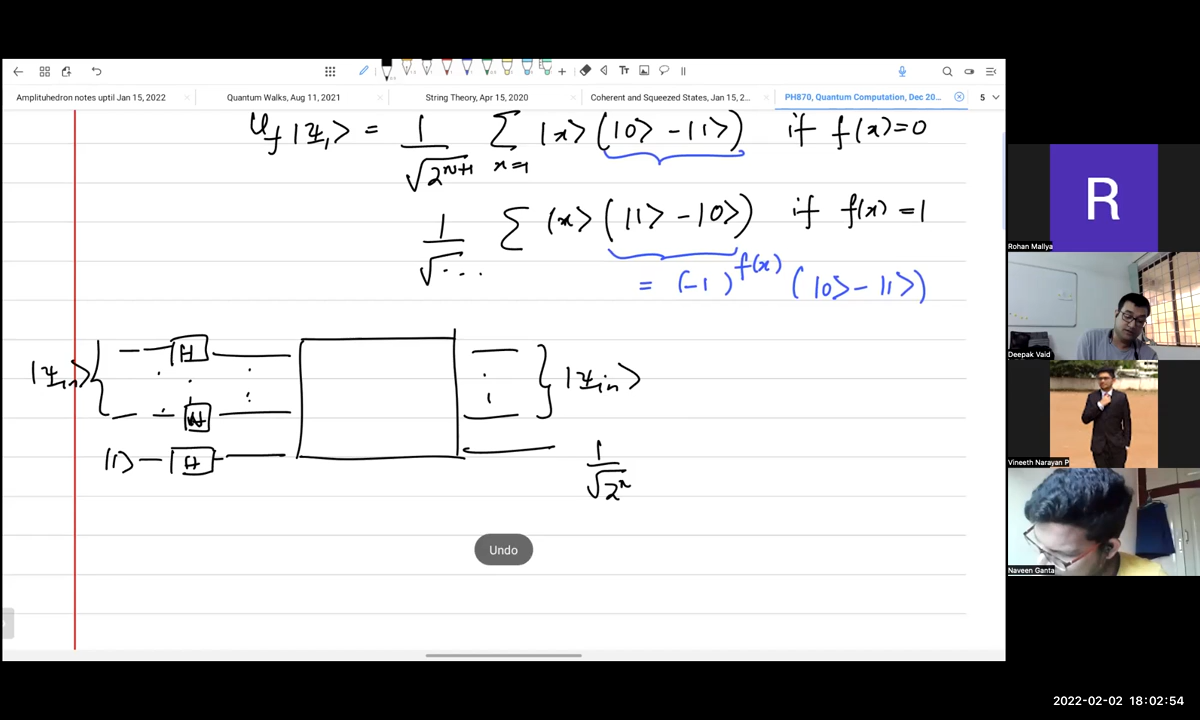 Amplituhedron notes uptil Jan 15, 2022
Quantum Walks, Aug 11, 2021
String Theory, Apr 15, 2020
Coherent and Squeezed States, Jan 15, 2...
PH870, Quantum Computation, Dec 20...
5
U_f |Ψ_1> = 1/√(2^(n+1)) Σ_(x=1) |x> (|0> - |1>) if f(x)=0
1/√... Σ |x> (|1> - |0>) if f(x) = 1
= (-1)^f(x) (|0> - |1>)
|Ψ_in>
H
H
|1>
H
|Ψ_in>
1/√(2^n)
Undo
R
Rohan Mallya
Deepak Vaid
Vineeth Narayan P
Naveen Ganta
2022-02-02 18:02:54